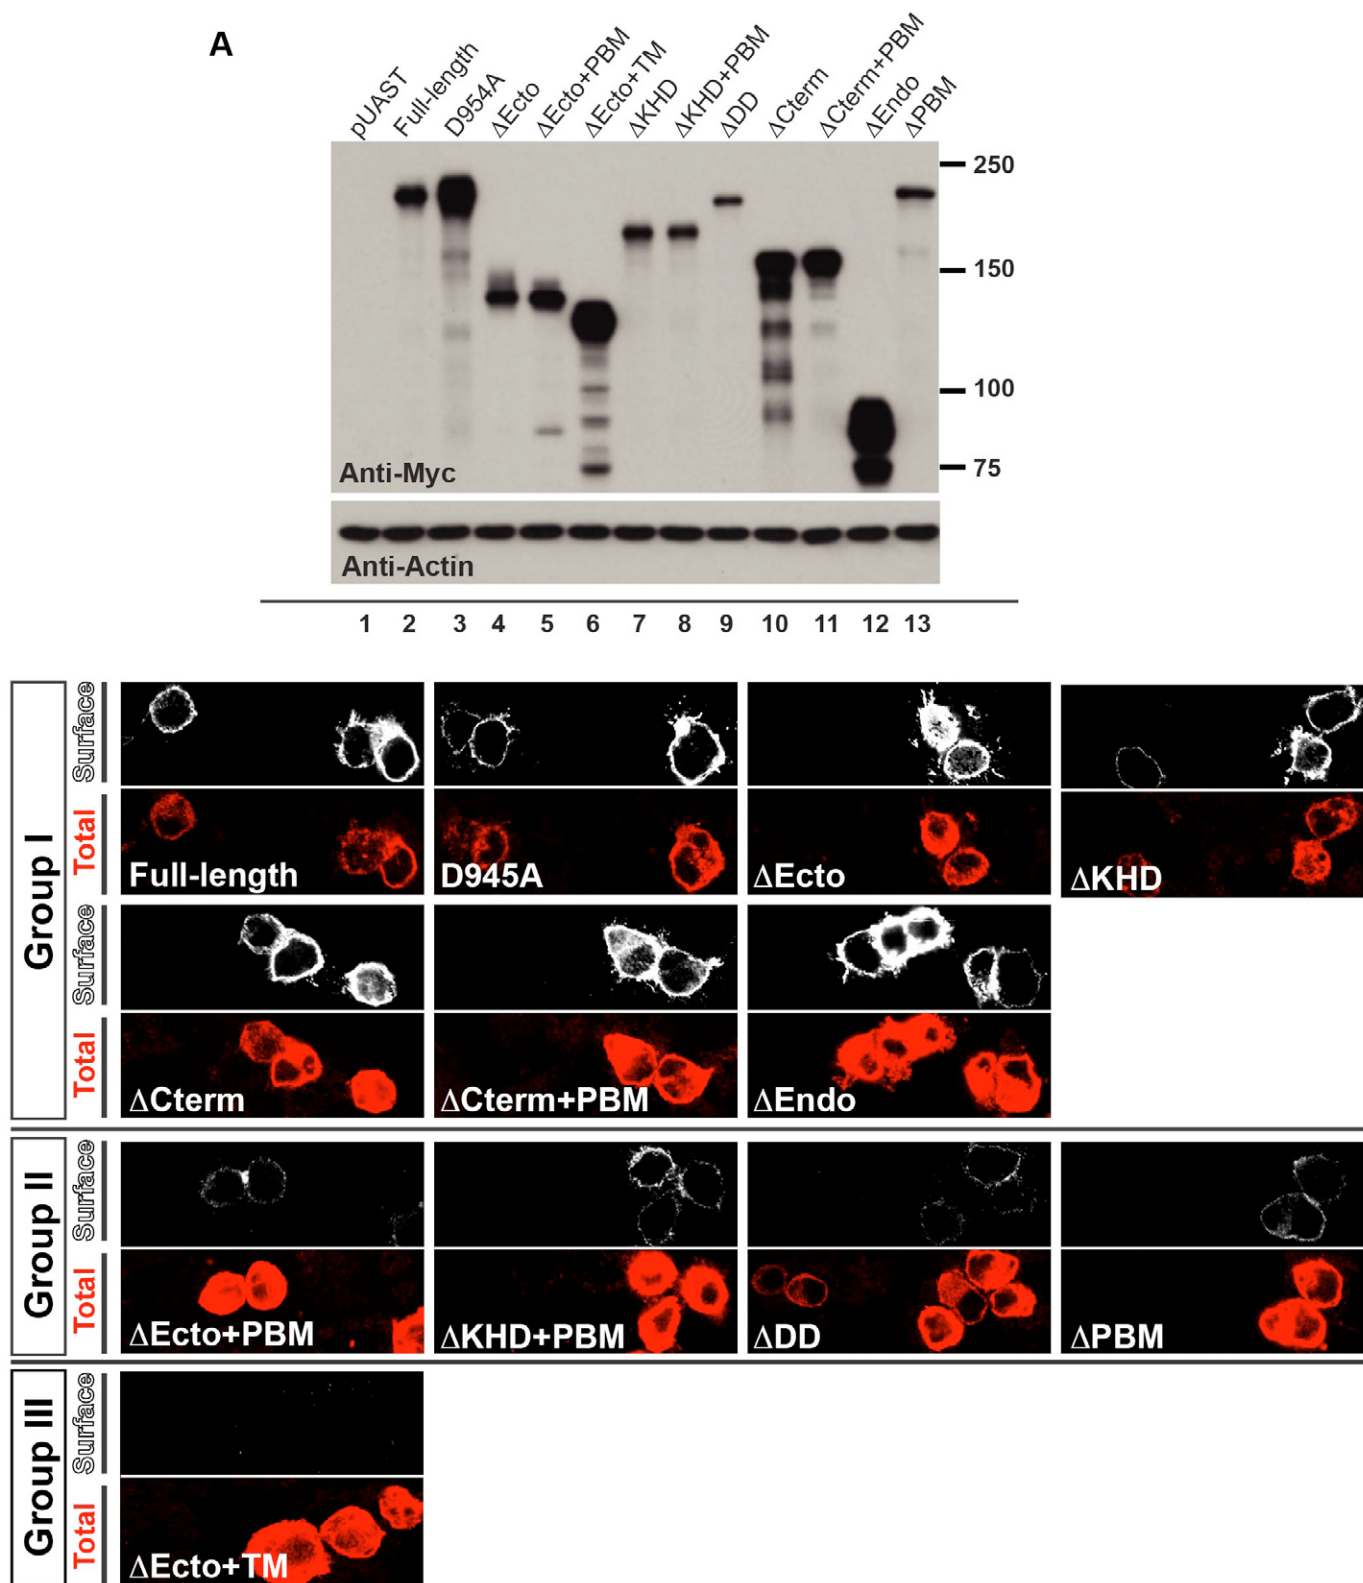 A
pUAST
Full-length
D954A
ΔEcto
ΔEcto+PBM
ΔEcto+TM
ΔKHD
ΔKHD+PBM
ΔDD
ΔCterm
ΔCterm+PBM
ΔEndo
ΔPBM
250
150
100
75
Anti-Myc
Anti-Actin
1 2 3 4 5 6 7 8 9 10 11 12 13
Group I
Surface
Total
Full-length
D945A
ΔEcto
ΔKHD
Surface
Total
ΔCterm
ΔCterm+PBM
ΔEndo
Group II
Surface
Total
ΔEcto+PBM
ΔKHD+PBM
ΔDD
ΔPBM
Group III
Surface
Total
ΔEcto+TM